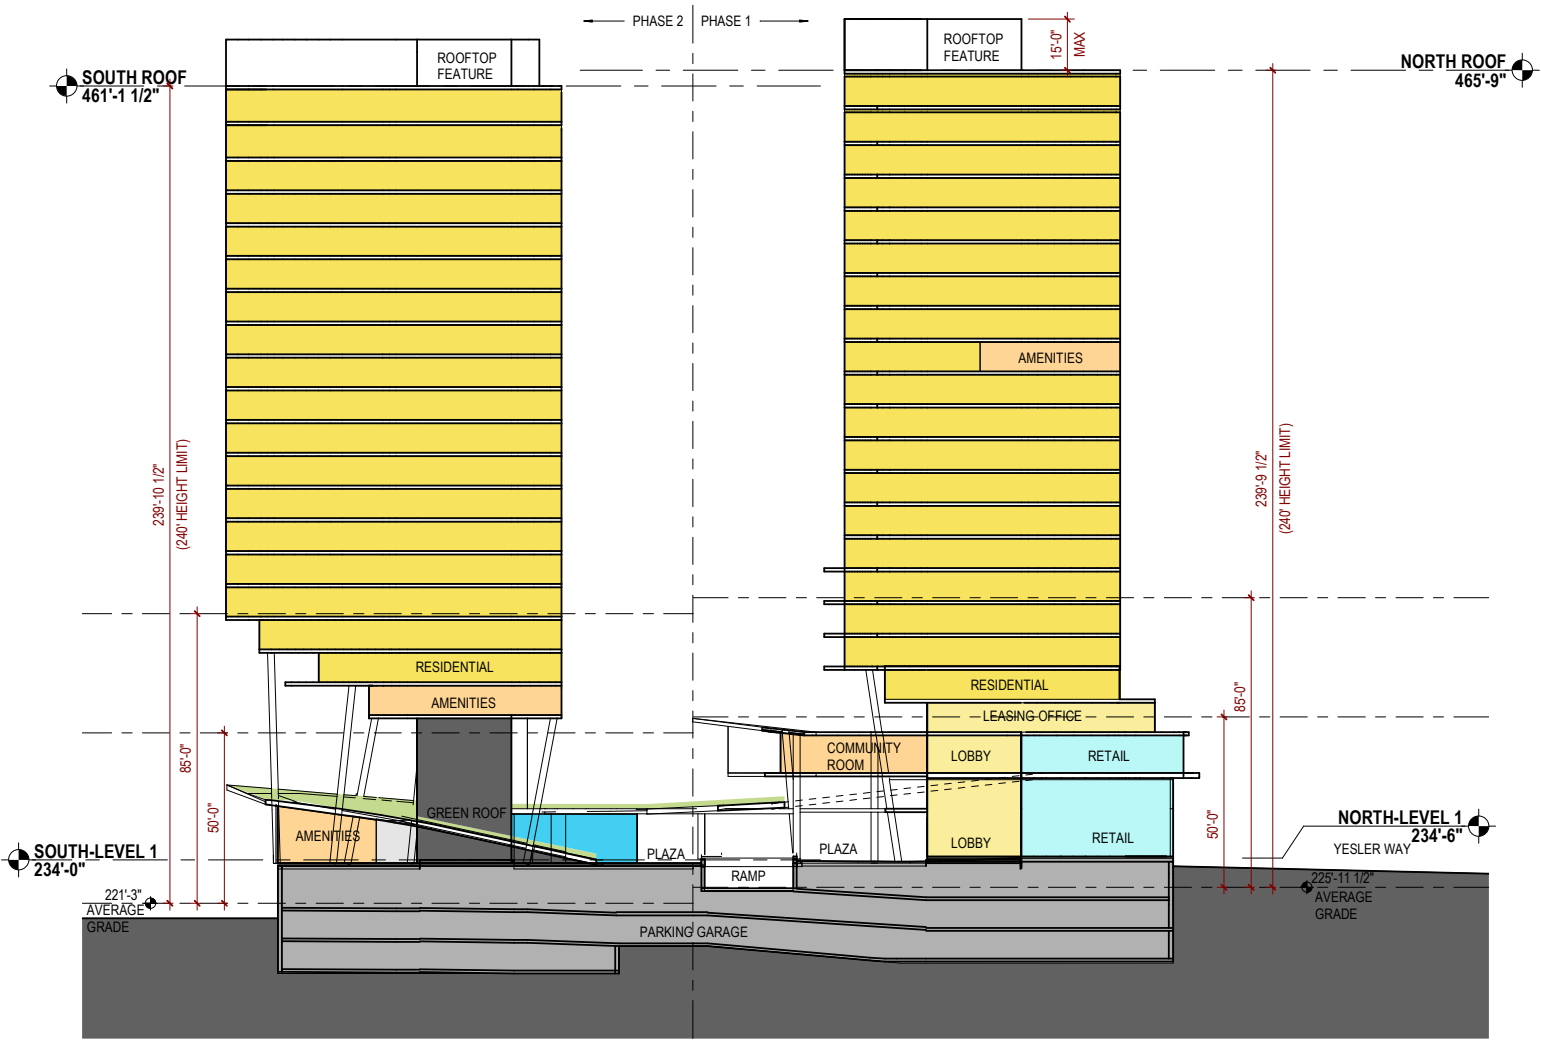 PHASE 2
PHASE 1
ROOFTOP
FEATURE
ROOFTOP
FEATURE
15'-0"
MAX
SOUTH ROOF
461'-1 1/2"
NORTH ROOF
465'-9"
AMENITIES
239'-10 1/2"
(240' HEIGHT LIMIT)
239'-9 1/2"
(240' HEIGHT LIMIT)
RESIDENTIAL
AMENITIES
RESIDENTIAL
LEASING OFFICE
85'-0"
85'-0"
COMMUNITY
ROOM
LOBBY
RETAIL
50'-0"
50'-0"
GREEN ROOF
AMENITIES
PLAZA
PLAZA
LOBBY
RETAIL
NORTH-LEVEL 1
234'-6"
YESLER WAY
SOUTH-LEVEL 1
234'-0"
RAMP
221'-3"
AVERAGE
GRADE
225'-11 1/2"
AVERAGE
GRADE
PARKING GARAGE